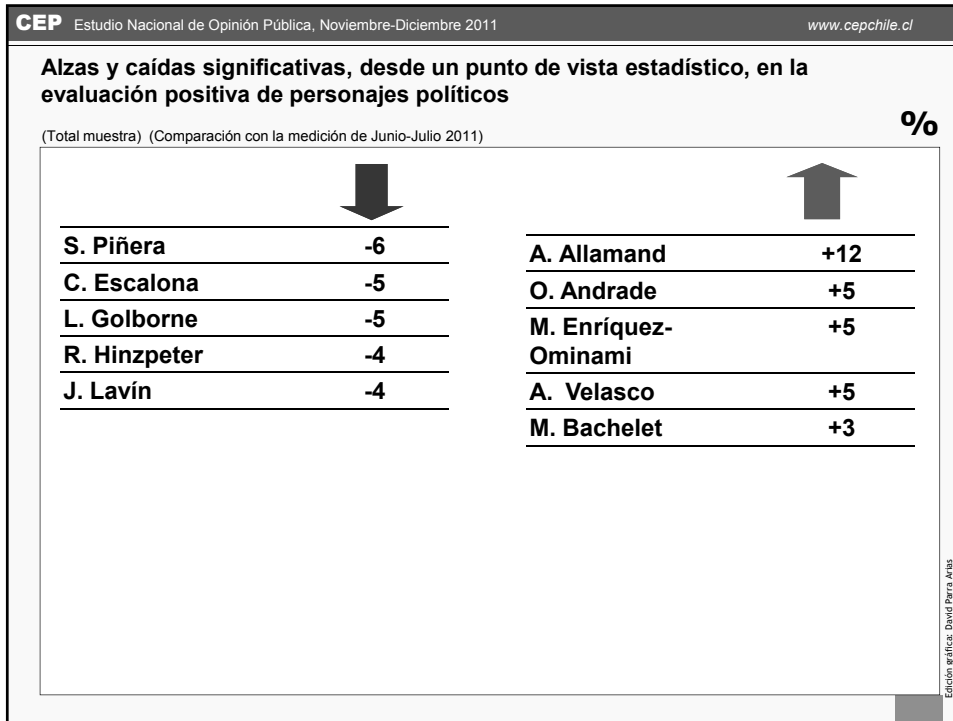 CEP Estudio Nacional de Opinión Pública, Noviembre-Diciembre 2011 www.cepchile.cl
Alzas y caídas significativas, desde un punto de vista estadístico, en la
evaluación positiva de personajes políticos
%
(Total muestra) (Comparación con la medición de Junio-Julio 2011)
S. Piñera -6
C. Escalona -5
L. Golborne -5
R. Hinzpeter -4
J. Lavín -4
A. Allamand +12
O. Andrade +5
M. Enríquez- +5
Ominami
A. Velasco +5
M. Bachelet +3
Edición gráfica: David Parra Arias